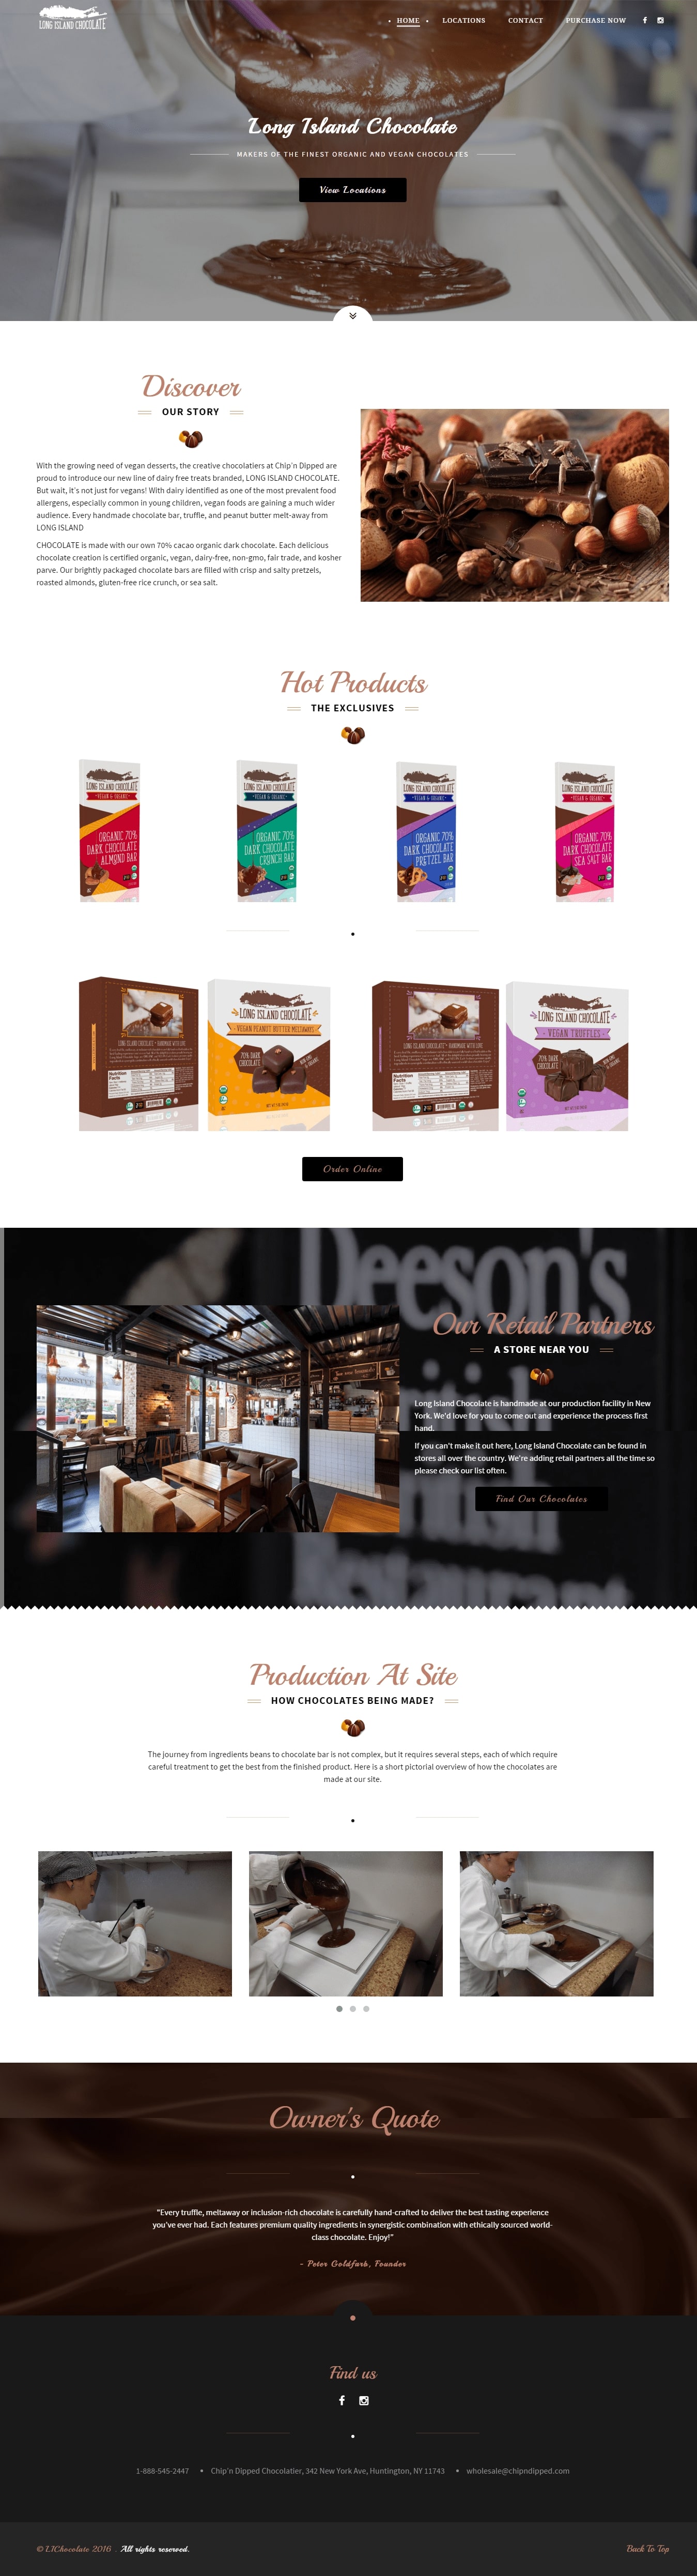 LONG ISLAND CHOCOLATE
HOME
LOCATIONS
CONTACT
PURCHASE NOW
Long Island Chocolate
MAKERS OF THE FINEST ORGANIC AND VEGAN CHOCOLATES
View Locations
Discover
OUR STORY
With the growing need of vegan desserts, the creative chocolatiers at Chip'n Dipped are
proud to introduce our new line of dairy free treats branded, LONG ISLAND CHOCOLATE.
But wait, it's not just for vegans! With dairy identified as one of the most prevalent food
allergens, especially common in young children, vegan foods are gaining a much wider
audience. Every handmade chocolate bar, truffle, and peanut butter melt-away from
LONG ISLAND
CHOCOLATE is made with our own 70% cacao organic dark chocolate. Each delicious
chocolate creation is certified organic, vegan, dairy-free, non-gmo, fair trade, and kosher
parve. Our brightly packaged chocolate bars are filled with crisp and salty pretzels,
roasted almonds, gluten-free rice crunch, or sea salt.
Hot Products
THE EXCLUSIVES
LONG ISLAND CHOCOLATE
VEGAN & ORGANIC
ORGANIC 70%
DARK CHOCOLATE
ALMOND BAR
LONG ISLAND CHOCOLATE
VEGAN & ORGANIC
ORGANIC 70%
DARK CHOCOLATE
CRUNCH BAR
LONG ISLAND CHOCOLATE
VEGAN & ORGANIC
ORGANIC 70%
DARK CHOCOLATE
PRETZEL BAR
LONG ISLAND CHOCOLATE
VEGAN & ORGANIC
ORGANIC 70%
DARK CHOCOLATE
SEA SALT BAR
LONG ISLAND CHOCOLATE - HANDMADE WITH LOVE
Nutrition
Facts
LONG ISLAND CHOCOLATE
VEGAN PEANUT BUTTER MELTAWAYS
70% DARK
CHOCOLATE
LONG ISLAND CHOCOLATE - HANDMADE WITH LOVE
Nutrition Facts
LONG ISLAND CHOCOLATE
VEGAN TRUFFLES
70% DARK
CHOCOLATE
Order Online
Beeson's
Our Retail Partners
A STORE NEAR YOU
Long Island Chocolate is handmade at our production facility in New
York. We'd love for you to come out and experience the process first
hand.
If you can't make it out here, Long Island Chocolate can be found in
stores all over the country. We're adding retail partners all the time so
please check our list often.
Find Our Chocolates
Production At Site
HOW CHOCOLATES BEING MADE?
The journey from ingredients beans to chocolate bar is not complex, but it requires several steps, each of which require
careful treatment to get the best from the finished product. Here is a short pictorial overview of how the chocolates are
made at our site.
Owner's Quote
"Every truffle, meltaway or inclusion-rich chocolate is carefully hand-crafted to deliver the best tasting experience
you've ever had. Each features premium quality ingredients in synergistic combination with ethically sourced world-
class chocolate. Enjoy!"
- Peter Goldfarb, Founder
Find us
1-888-545-2447 • Chip'n Dipped Chocolatier, 342 New York Ave, Huntington, NY 11743 • wholesale@chipndipped.com
© LIChocolate 2016 . All rights reserved.
Back To Top